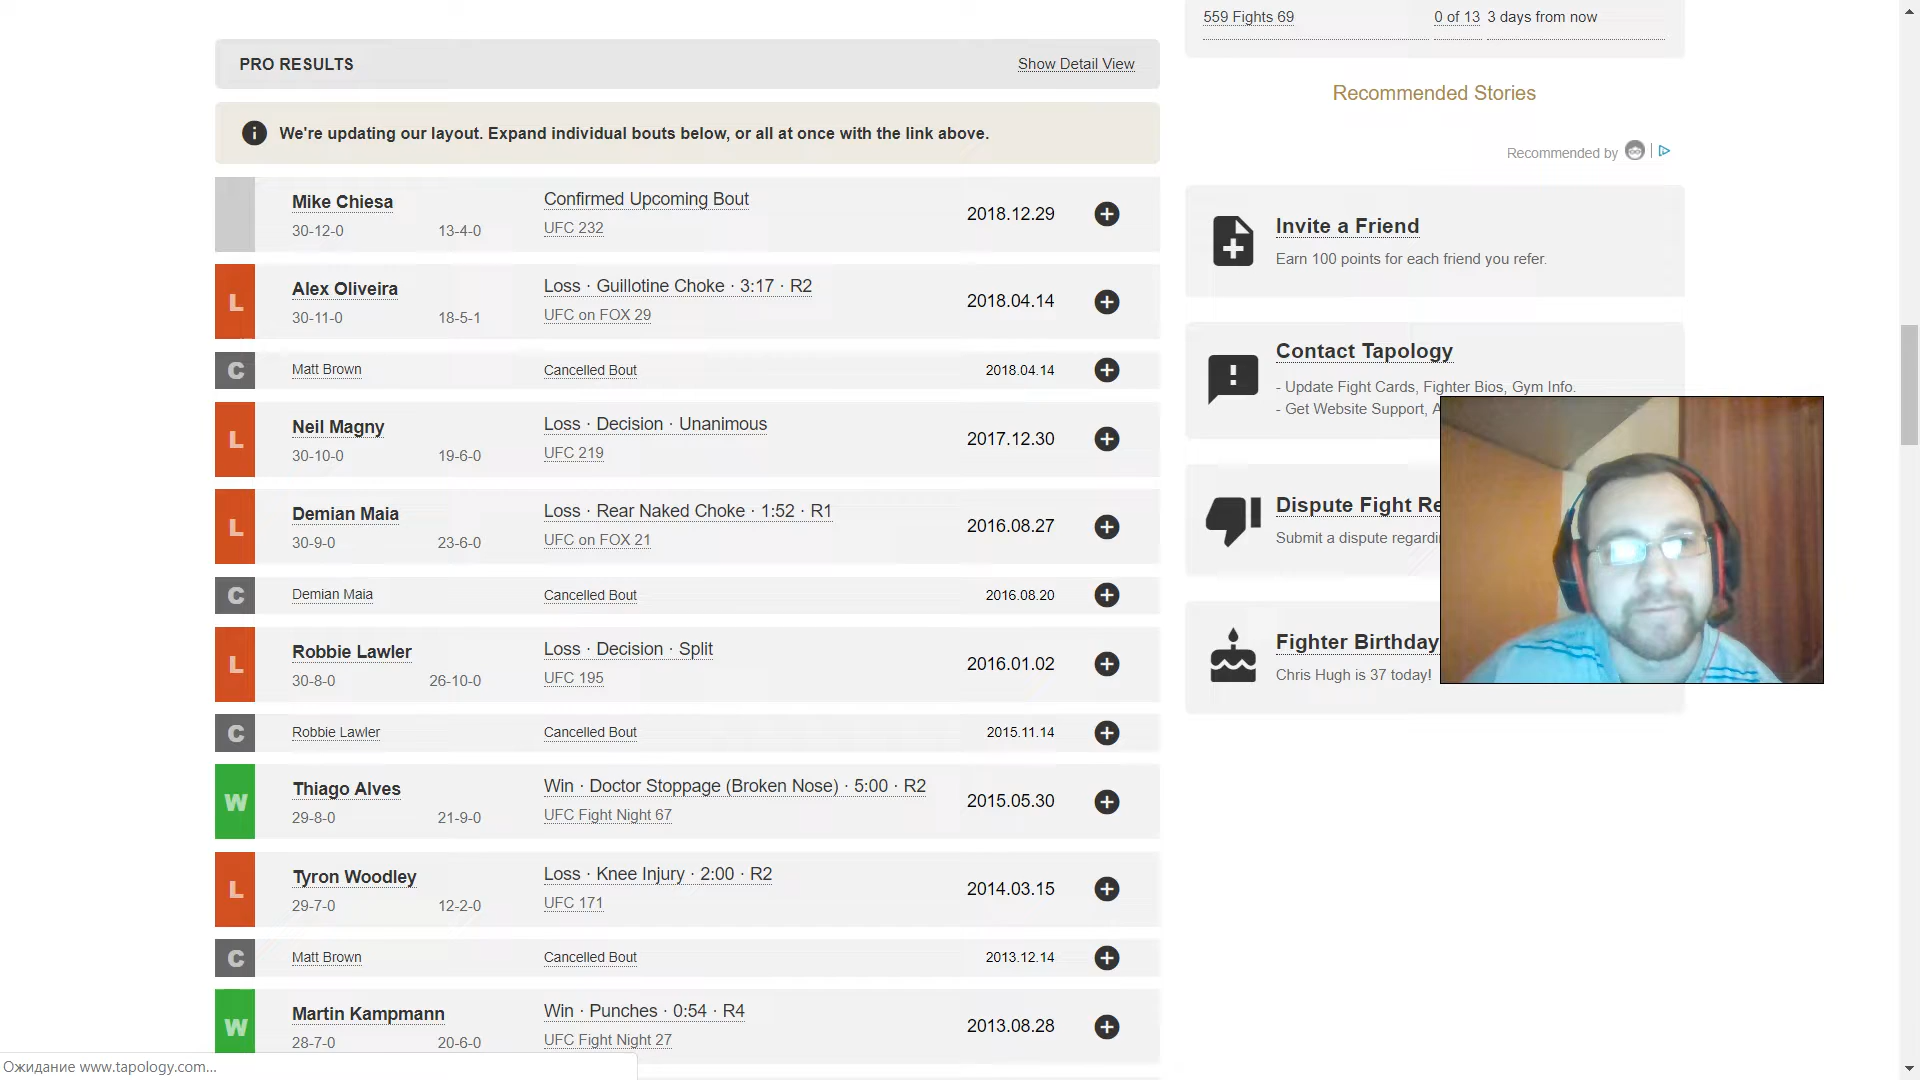 559 Fights 69 0 of 13 3 days from now
PRO RESULTS Show Detail View
We're updating our layout. Expand individual bouts below, or all at once with the link above.
Mike Chiesa Confirmed Upcoming Bout 2018.12.29
30-12-0 13-4-0 UFC 232
L Alex Oliveira Loss · Guillotine Choke · 3:17 · R2 2018.04.14
30-11-0 18-5-1 UFC on FOX 29
C Matt Brown Cancelled Bout 2018.04.14
L Neil Magny Loss · Decision · Unanimous 2017.12.30
30-10-0 19-6-0 UFC 219
L Demian Maia Loss · Rear Naked Choke · 1:52 · R1 2016.08.27
30-9-0 23-6-0 UFC on FOX 21
C Demian Maia Cancelled Bout 2016.08.20
L Robbie Lawler Loss · Decision · Split 2016.01.02
30-8-0 26-10-0 UFC 195
C Robbie Lawler Cancelled Bout 2015.11.14
W Thiago Alves Win · Doctor Stoppage (Broken Nose) · 5:00 · R2 2015.05.30
29-8-0 21-9-0 UFC Fight Night 67
L Tyron Woodley Loss · Knee Injury · 2:00 · R2 2014.03.15
29-7-0 12-2-0 UFC 171
C Matt Brown Cancelled Bout 2013.12.14
W Martin Kampmann Win · Punches · 0:54 · R4 2013.08.28
28-7-0 20-6-0 UFC Fight Night 27
Recommended Stories
Recommended by
Invite a Friend
Earn 100 points for each friend you refer.
Contact Tapology
- Update Fight Cards, Fighter Bios, Gym Info.
- Get Website Support, A
Dispute Fight Re
Submit a dispute regardi
Fighter Birthday
Chris Hugh is 37 today!
Ожидание www.tapology.com...